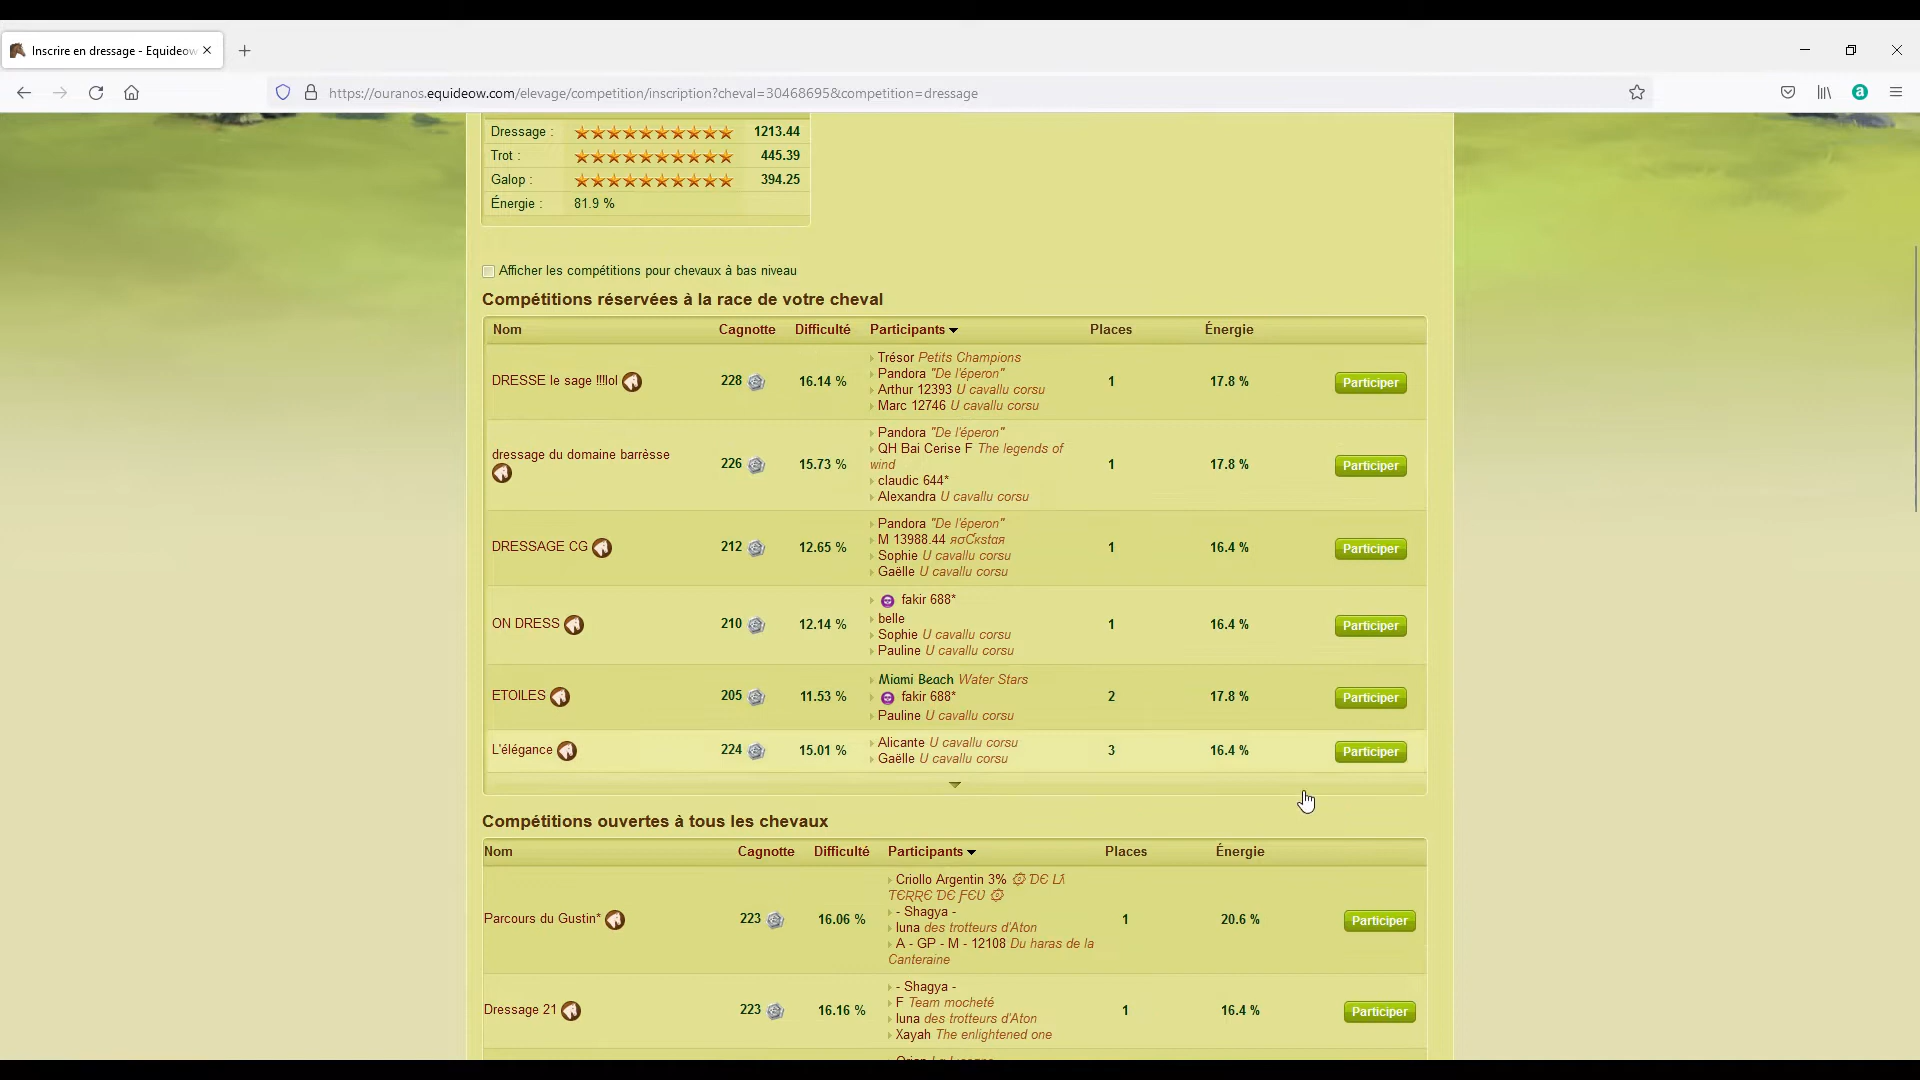 Inscrire en dressage - Equideow
https://ouranos.equideow.com/elevage/competition/inscription?cheval=30468695&competition=dressage
Dressage : 1213.44
Trot : 445.39
Galop : 394.25
Énergie : 81.9 %
Afficher les compétitions pour chevaux à bas niveau
Compétitions réservées à la race de votre cheval
Nom Cagnotte Difficulté Participants Places Énergie
Trésor Petits Champions
Pandora "De l'éperon"
DRESSE le sage !!!lol 228 16.14 % 1 17.8 % Participer
Arthur 12393 U cavallu corsu
Marc 12746 U cavallu corsu
Pandora "De l'éperon"
QH Bai Cerise F The legends of
dressage du domaine barrèsse 226 15.73 % wind 1 17.8 % Participer
claudic 644*
Alexandra U cavallu corsu
Pandora "De l'éperon"
M 13988.44
DRESSAGE CG 212 12.65 % 1 16.4 % Participer
Sophie U cavallu corsu
Gaëlle U cavallu corsu
fakir 688*
belle
ON DRESS 210 12.14 % 1 16.4 % Participer
Sophie U cavallu corsu
Pauline U cavallu corsu
Miami Beach Water Stars
ETOILES 205 11.53 % fakir 688* 2 17.8 % Participer
Pauline U cavallu corsu
Alicante U cavallu corsu
L'élégance 224 15.01 % 3 16.4 % Participer
Gaëlle U cavallu corsu
Compétitions ouvertes à tous les chevaux
Nom Cagnotte Difficulté Participants Places Énergie
Criollo Argentin 3%
- Shagya -
Parcours du Gustin* 223 16.06 % 1 20.6 % Participer
luna des trotteurs d'Aton
A - GP - M - 12108 Du haras de la
Canteraine
- Shagya -
F Team mocheté
Dressage 21 223 16.16 % 1 16.4 % Participer
luna des trotteurs d'Aton
Xayah The enlightened one